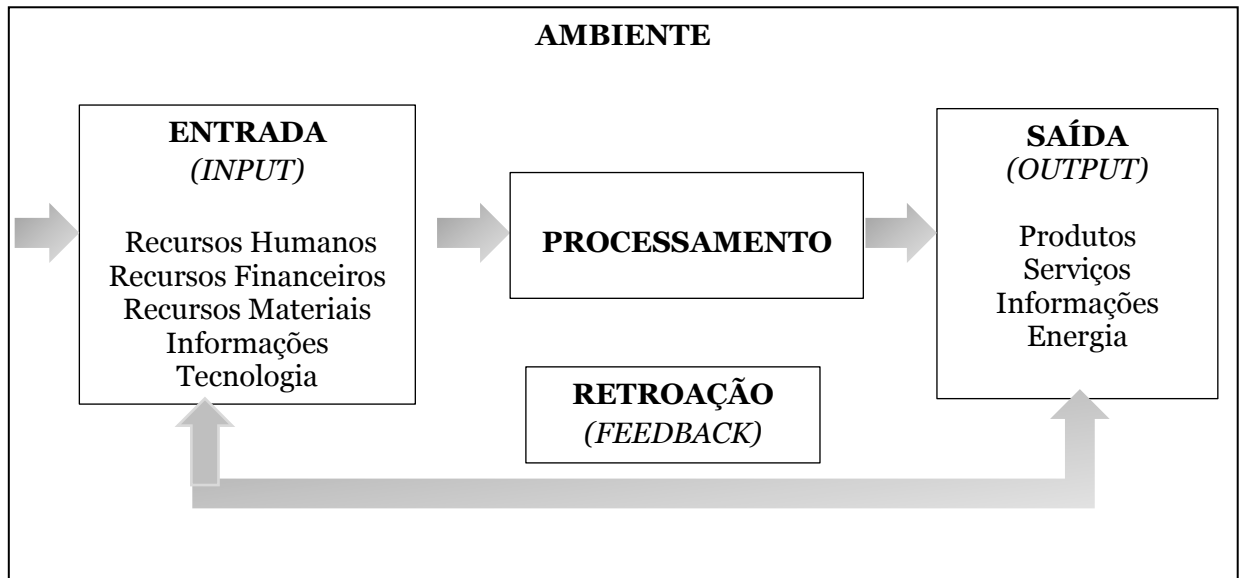 AMBIENTE
ENTRADA
(INPUT)
Recursos Humanos
Recursos Financeiros
Recursos Materiais
Informações
Tecnologia
PROCESSAMENTO
SAÍDA
(OUTPUT)
Produtos
Serviços
Informações
Energia
RETROAÇÃO
(FEEDBACK)